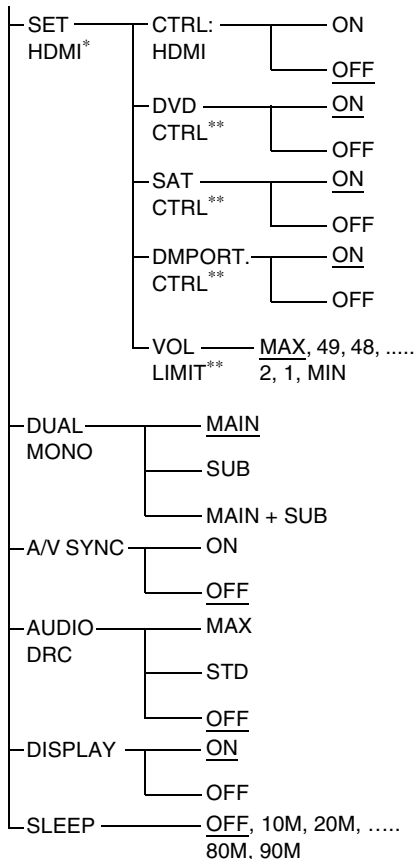 SET
HDMI*
CTRL:
HDMI
ON
OFF
DVD
CTRL**
ON
OFF
SAT
CTRL**
ON
OFF
DMPORT.
CTRL**
ON
OFF
VOL
LIMIT**
MAX, 49, 48, .....
2, 1, MIN
DUAL
MONO
MAIN
SUB
MAIN + SUB
A/V SYNC
ON
OFF
AUDIO
DRC
MAX
STD
OFF
DISPLAY
ON
OFF
SLEEP
OFF, 10M, 20M, .....
80M, 90M